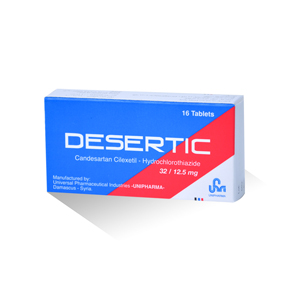 16 Tablets
DESERTIC
Candesartan Cilexetil - Hydrochlorothiazide
32 / 12.5 mg
Manufactured by:
Universal Pharmaceutical Industries -UNIPHARMA-
Damascus - Syria